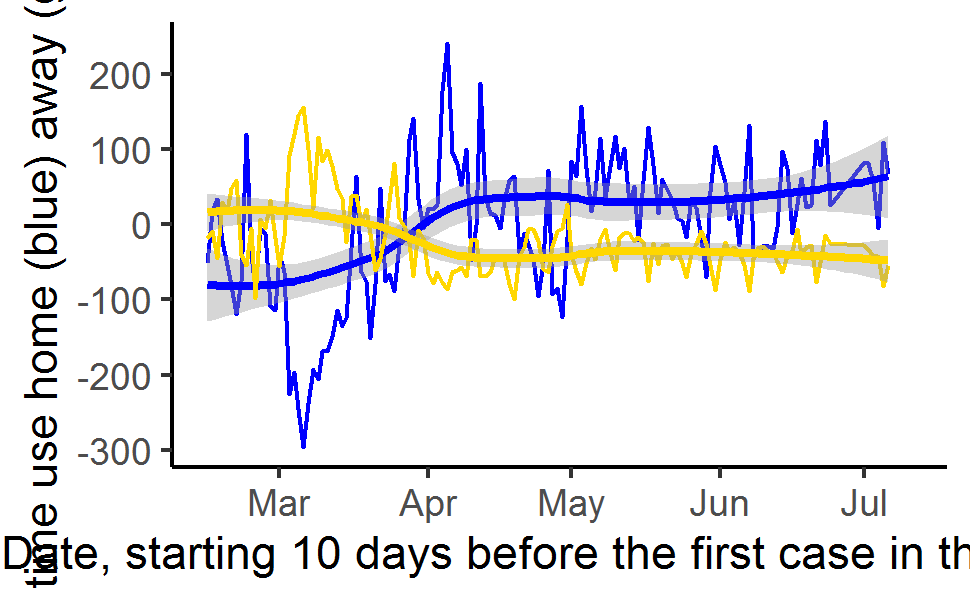 time use home (blue) away (
200
100
0
-100
-200
-300
Mar Apr May Jun Jul
Date, starting 10 days before the first case in th